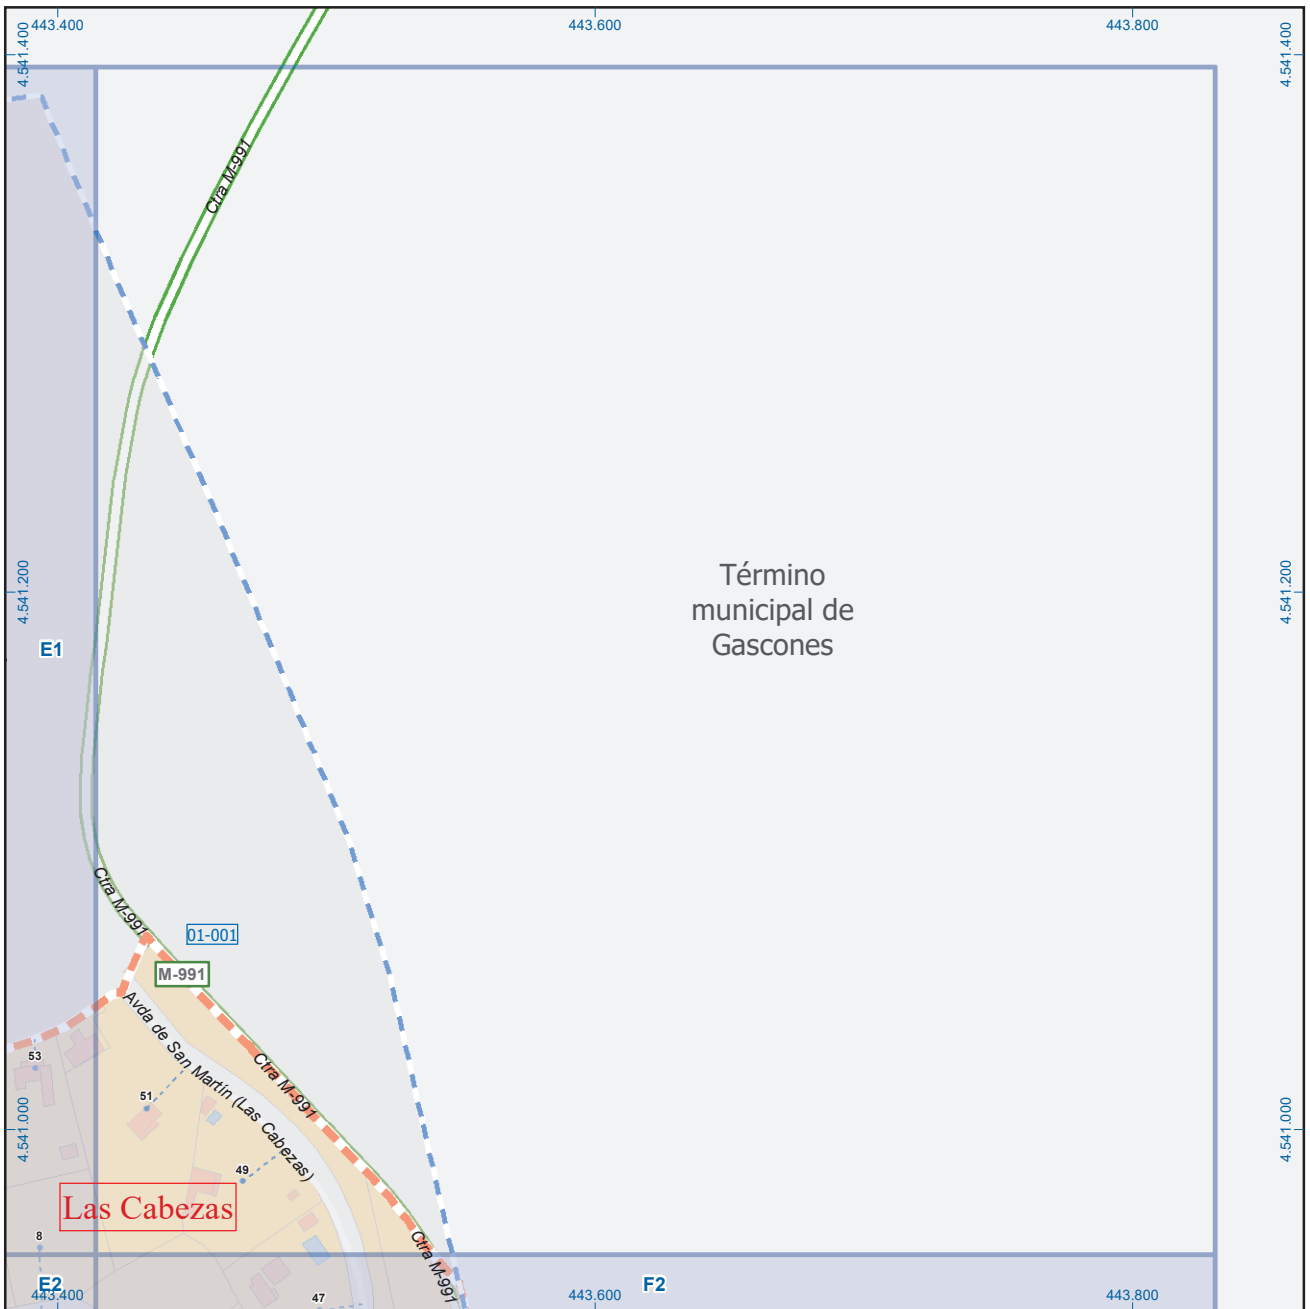 443.400
443.600
443.800
4.541.400
4.541.400
Ctra M-991
Término
municipal de
Gascones
4.541.200
4.541.200
E1
Ctra M-991
01-001
M-991
Avda de San Martín (Las Cabezas)
Ctra M-991
53
51
4.541.000
4.541.000
49
Las Cabezas
8
Ctra M-991
E2
F2
47
443.400
443.600
443.800